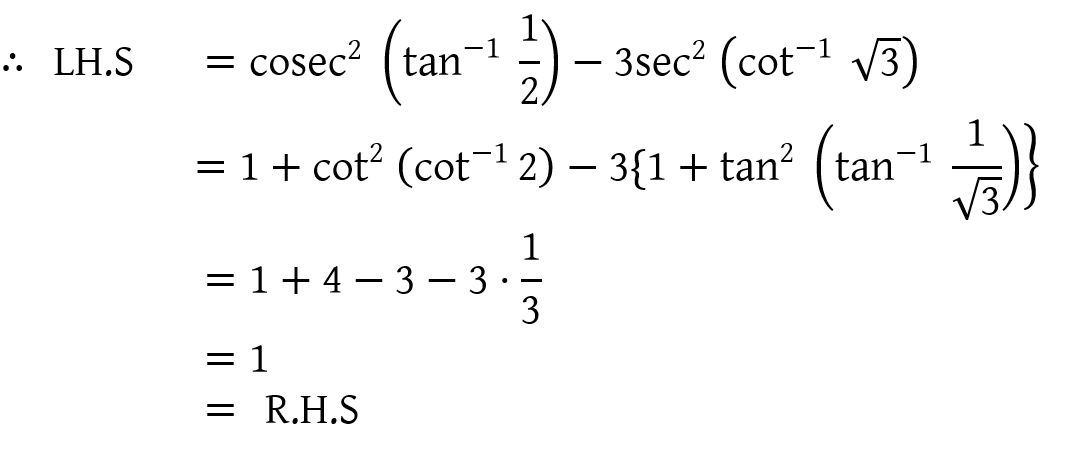 ∴ LH.S = cosec² (tan⁻¹ 1/2) − 3sec² (cot⁻¹ √3)
= 1 + cot² (cot⁻¹ 2) − 3{1 + tan² (tan⁻¹ 1/√3)}
= 1 + 4 − 3 − 3 · 1/3
= 1
= R.H.S